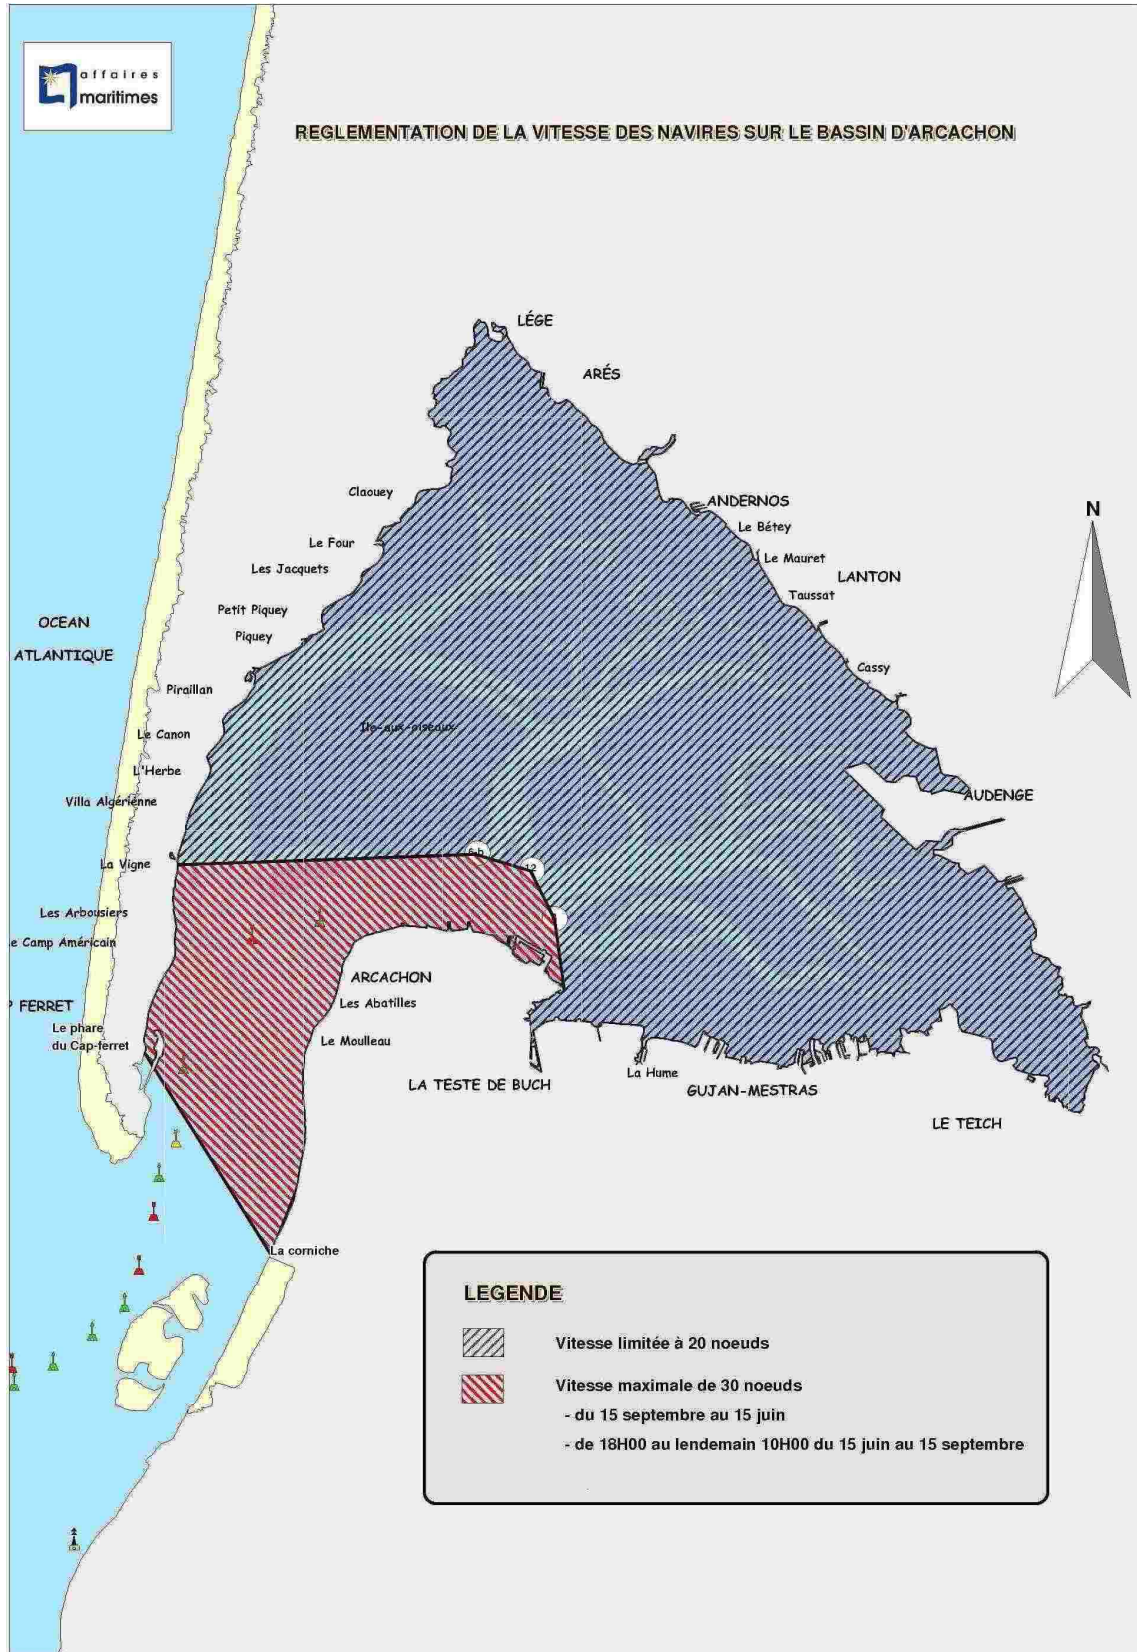 affaires
maritimes
REGLEMENTATION DE LA VITESSE DES NAVIRES SUR LE BASSIN D'ARCACHON
LÉGE
ARÉS
Claouey
ANDERNOS
N
Le Bétey
Le Four
Le Mauret
Les Jacquets
LANTON
Taussat
Petit Piquey
OCEAN
Piquey
ATLANTIQUE
Cassy
Piraillan
Ile-aux-oiseaux
Le Canon
L'Herbe
AUDENGE
Villa Algérienne
La Vigne
12
Les Arbousiers
e Camp Américain
ARCACHON
FERRET
Les Abatilles
Le phare
du Cap-ferret
Le Moulleau
La Hume
LA TESTE DE BUCH
GUJAN-MESTRAS
LE TEICH
La corniche
LEGENDE
Vitesse limitée à 20 noeuds
Vitesse maximale de 30 noeuds
- du 15 septembre au 15 juin
- de 18H00 au lendemain 10H00 du 15 juin au 15 septembre